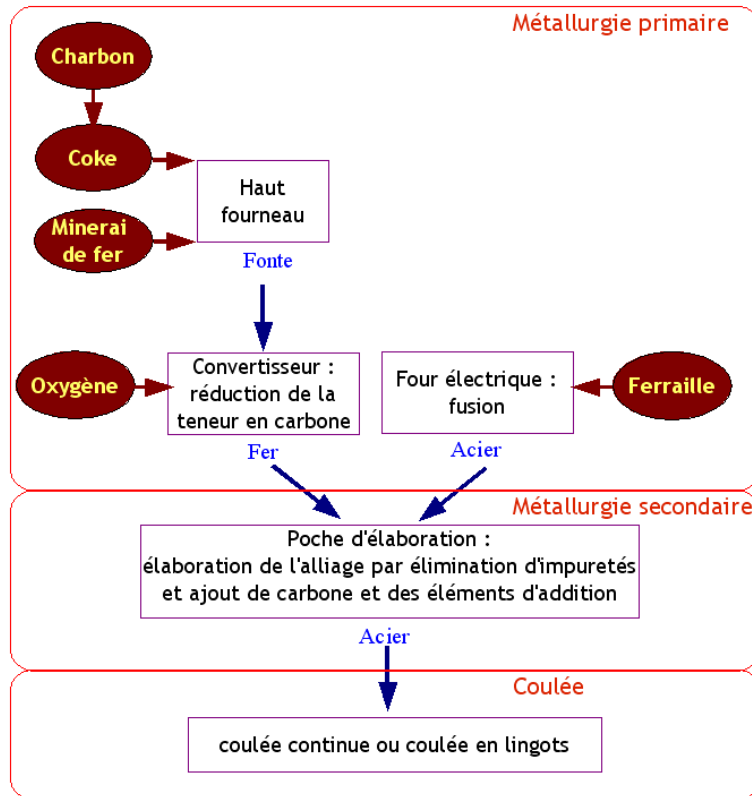 Métallurgie primaire
Charbon
Coke
Haut
fourneau
Minerai
de fer
Fonte
Oxygène
Convertisseur :
réduction de la
teneur en carbone
Four électrique :
fusion
Ferraille
Fer
Acier
Métallurgie secondaire
Poche d'élaboration :
élaboration de l'alliage par élimination d'impuretés
et ajout de carbone et des éléments d'addition
Acier
Coulée
coulée continue ou coulée en lingots